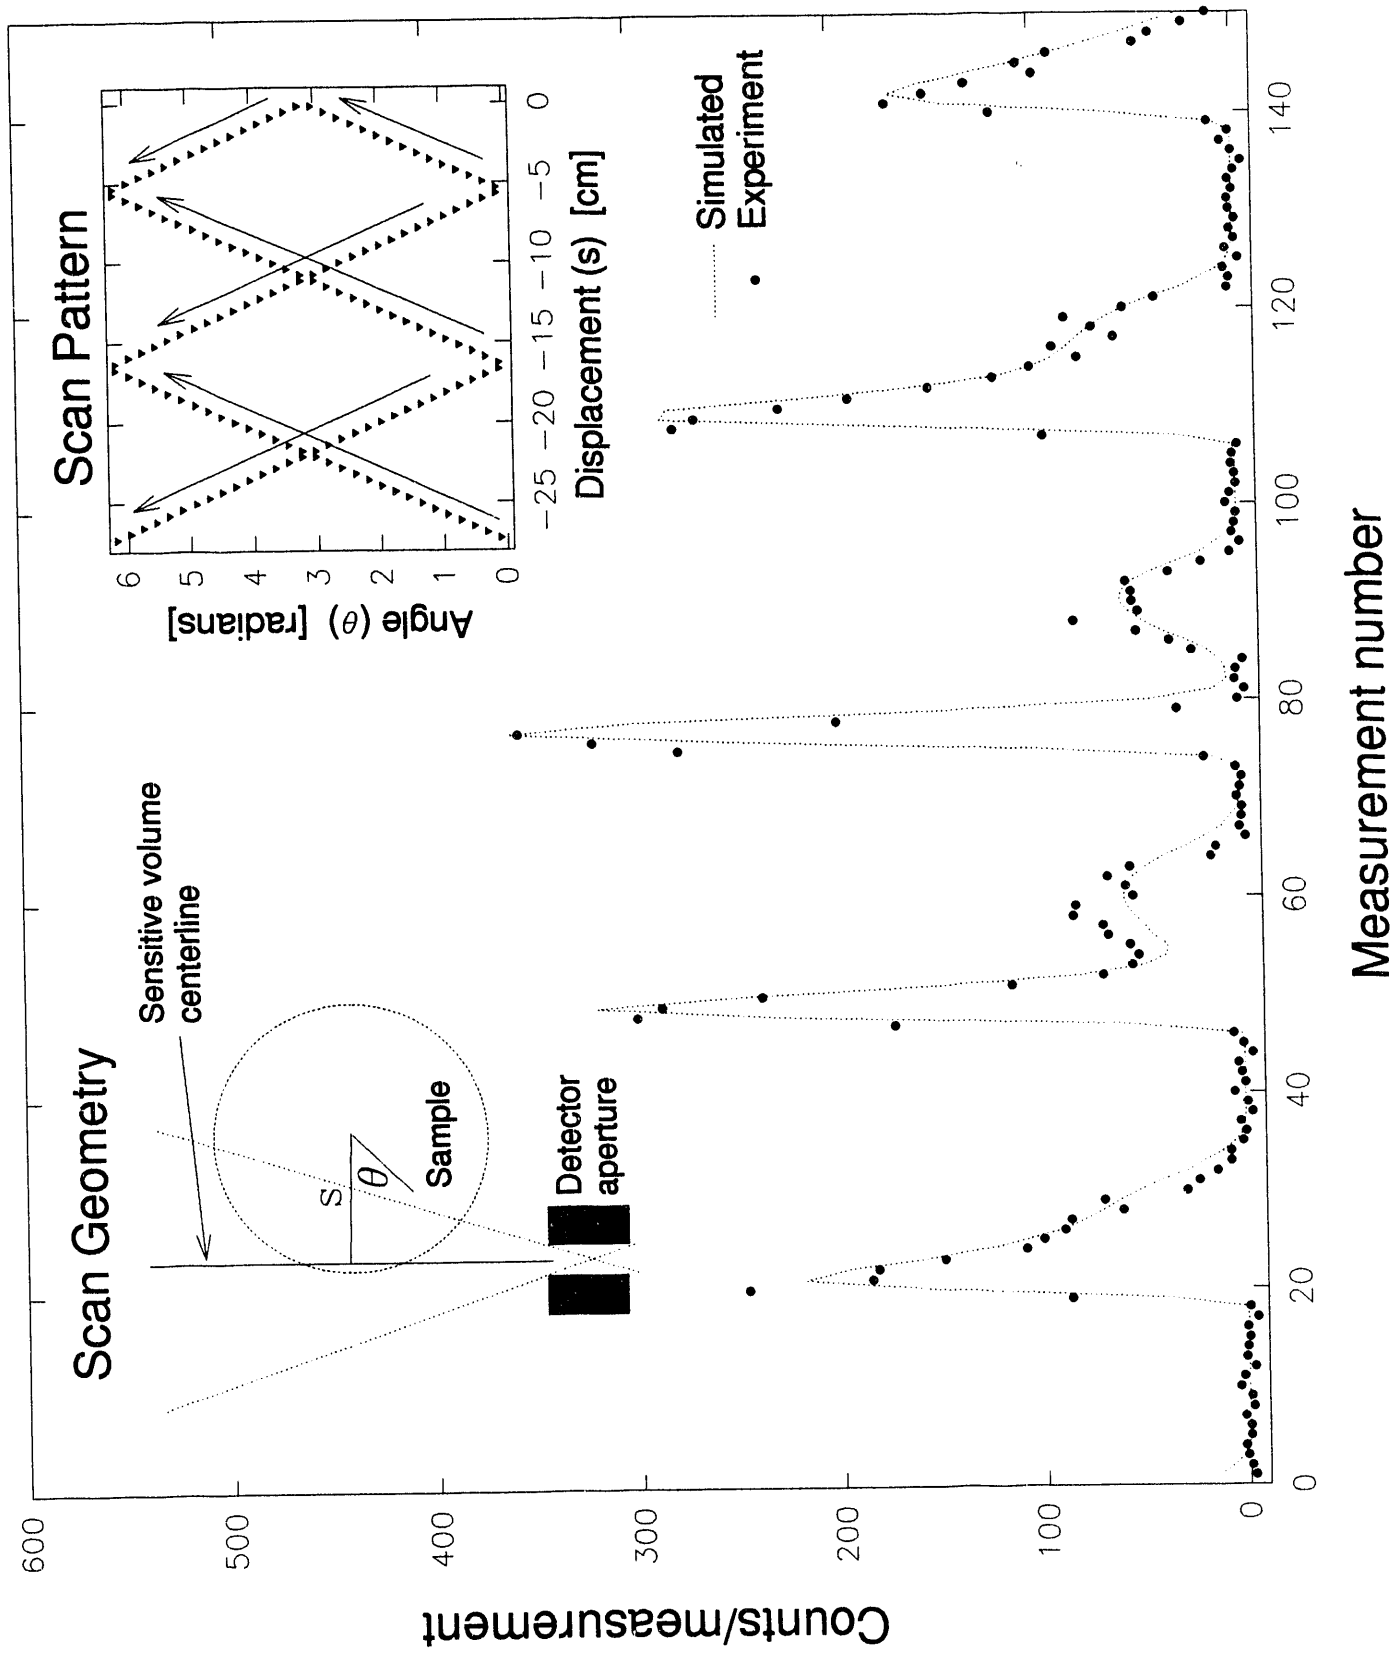 Scan Geometry
Sensitive volume
centerline
S
θ
Sample
Detector
aperture
Scan Pattern
Angle (θ) [radians]
6
5
4
3
2
1
0
−25 −20 −15 −10 −5 0
Displacement (s) [cm]
Simulated
Experiment
Counts/measurement
600
500
400
300
200
100
0
0 20 40 60 80 100 120 140
Measurement number